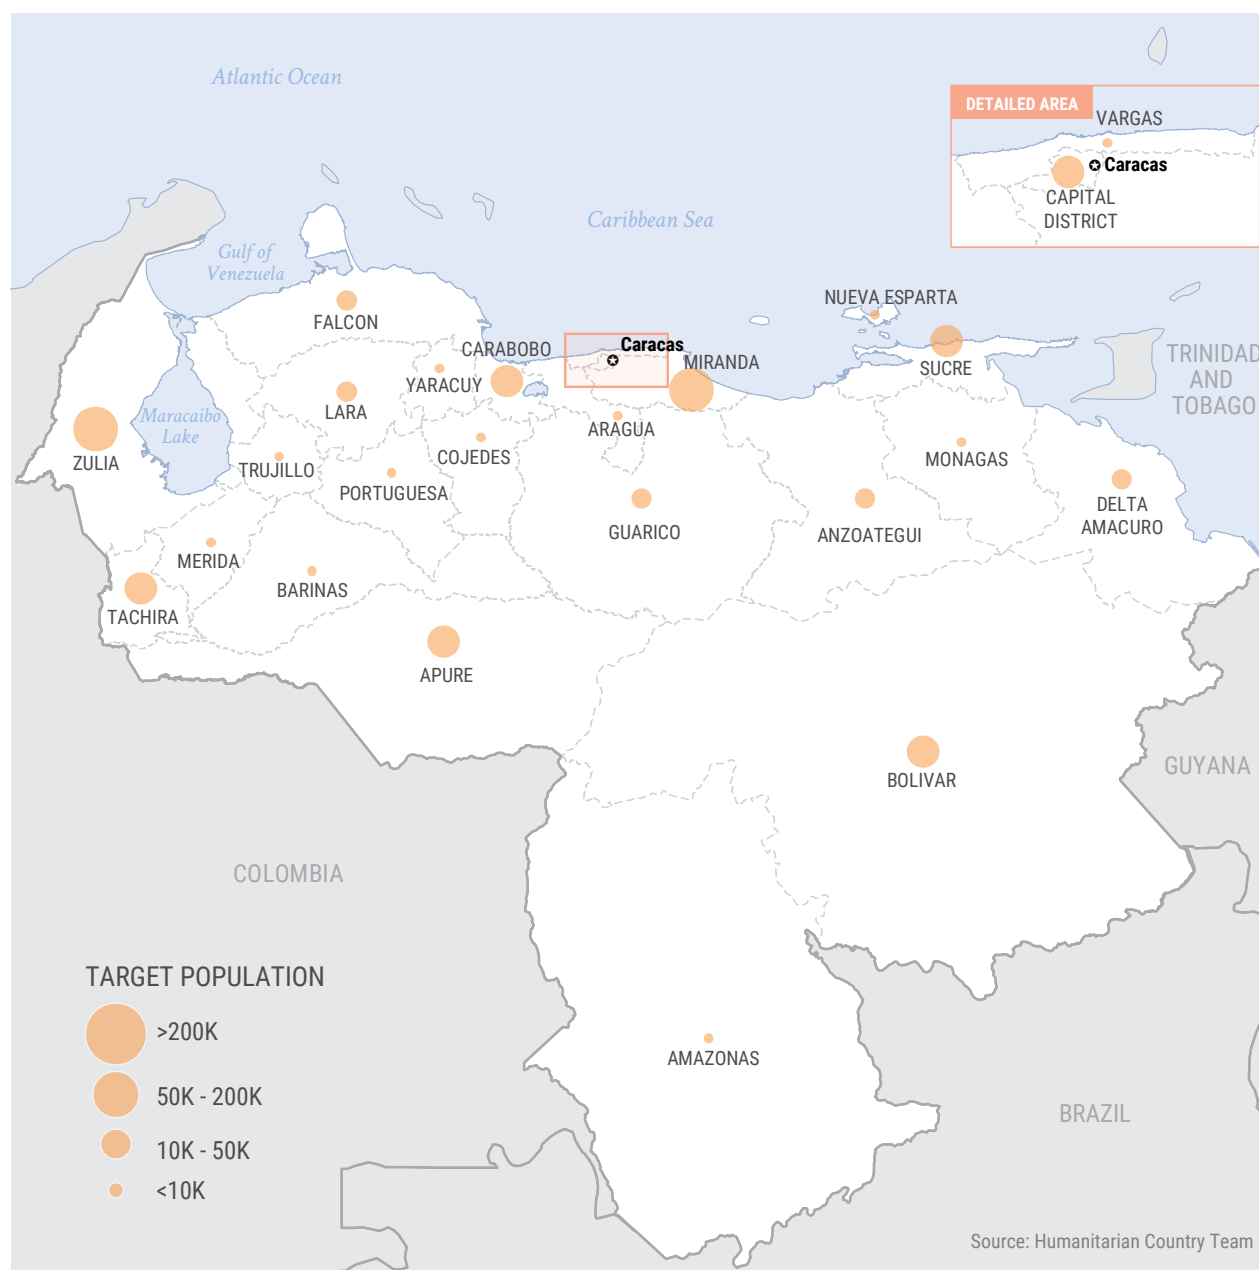 Atlantic Ocean
DETAILED AREA
VARGAS
Caracas
CAPITAL
DISTRICT
Caribbean Sea
Gulf of
Venezuela
NUEVA ESPARTA
FALCON
CARABOBO
Caracas
MIRANDA
SUCRE
TRINIDAD
AND
TOBAGO
YARACUY
LARA
Maracaibo
Lake
ARAGUA
ZULIA
TRUJILLO
COJEDES
MONAGAS
PORTUGUESA
DELTA
AMACURO
GUARICO
ANZOATEGUI
MERIDA
BARINAS
TACHIRA
APURE
GUYANA
BOLIVAR
COLOMBIA
TARGET POPULATION
>200K
50K - 200K
10K - 50K
<10K
AMAZONAS
BRAZIL
Source: Humanitarian Country Team